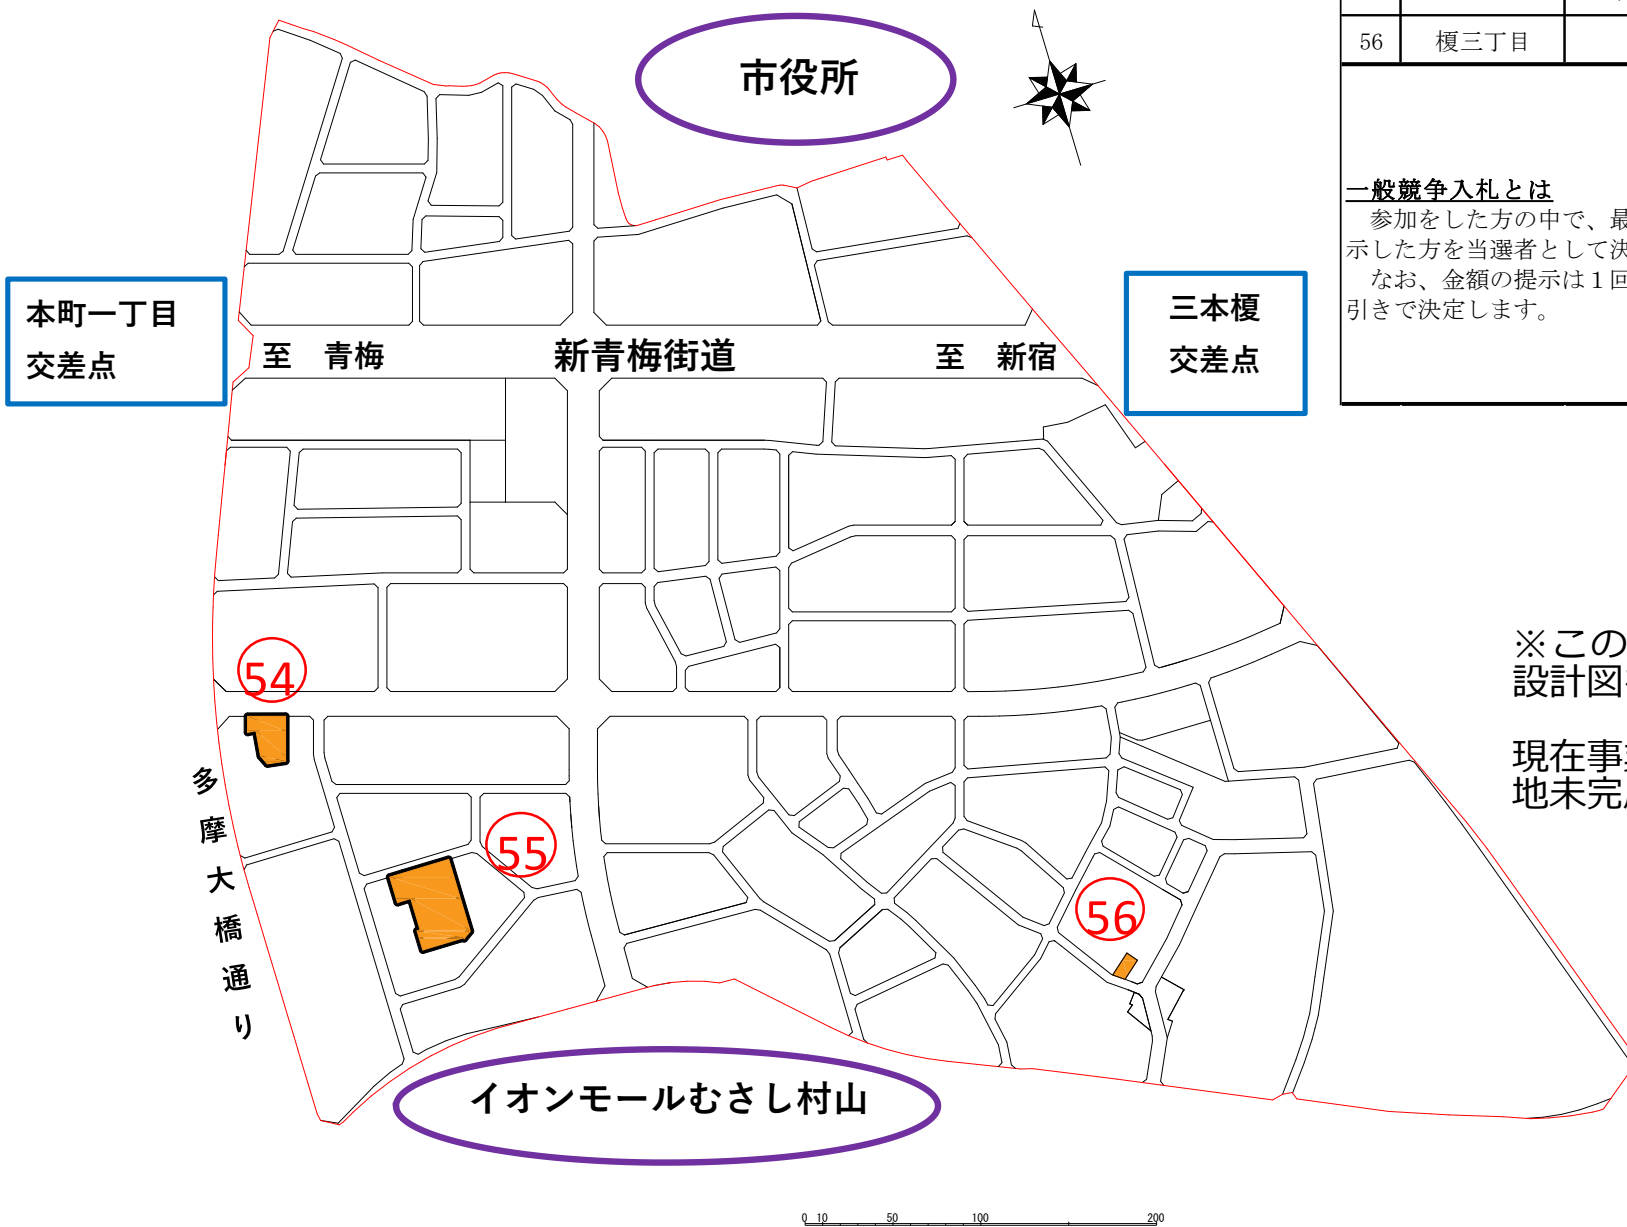 市役所
56 榎三丁目
一般競争入札とは
参加をした方の中で、最
示した方を当選者として決
なお、金額の提示は１回
引きで決定します。
本町一丁目
交差点
至 青梅
新青梅街道
至 新宿
三本榎
交差点
※この
設計図
現在事
地未完
54
55
56
多摩大橋通り
イオンモールむさし村山
0 10 50 100 200